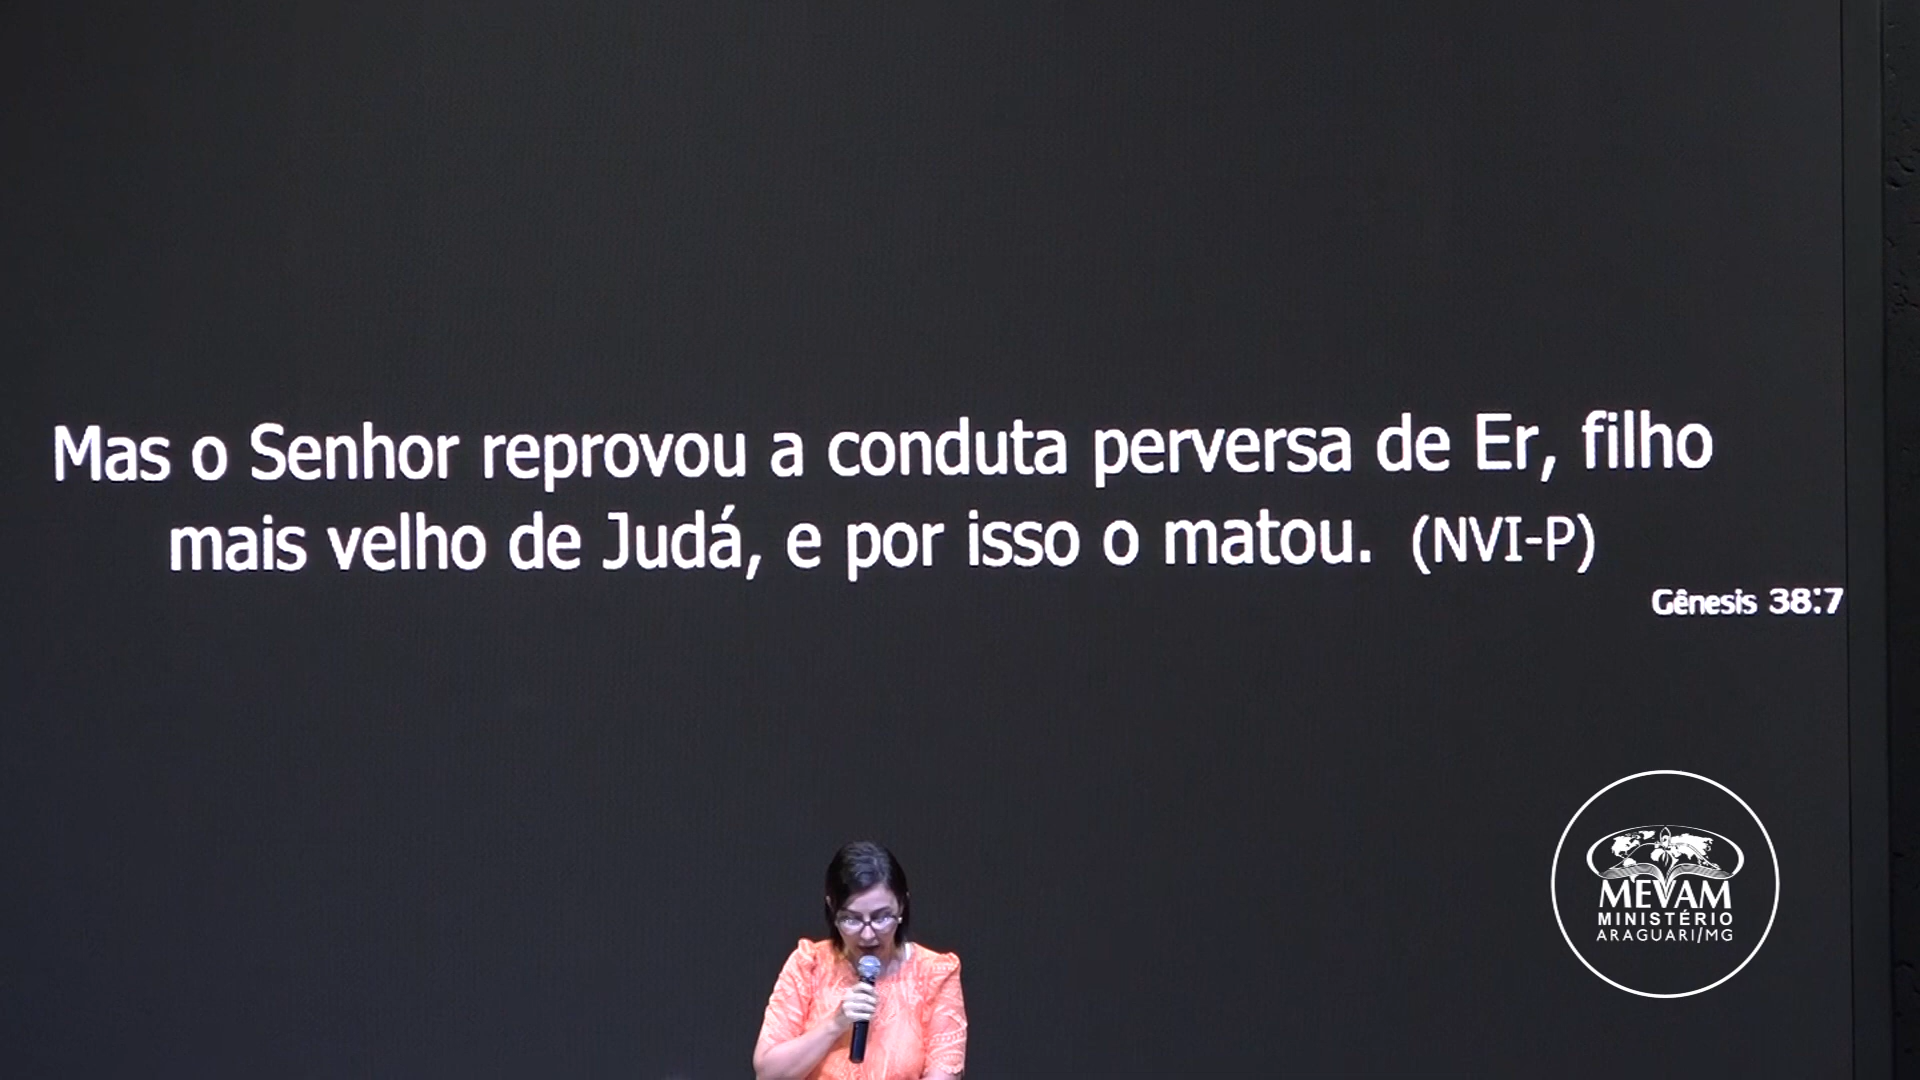 Mas o Senhor reprovou a conduta perversa de Er, filho
mais velho de Judá, e por isso o matou. (NVI-P)
Gênesis 38:7
MEVAM
MINISTÉRIO
ARAGUARI/MG